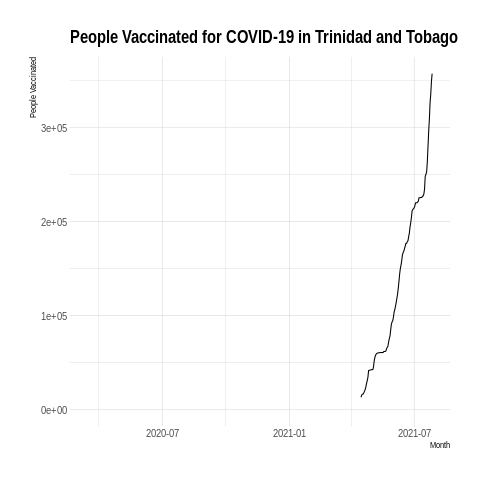 People Vaccinated for COVID-19 in Trinidad and Tobago
People Vaccinated
3e+05
2e+05
1e+05
0e+00
2020-07 2021-01 2021-07
Month